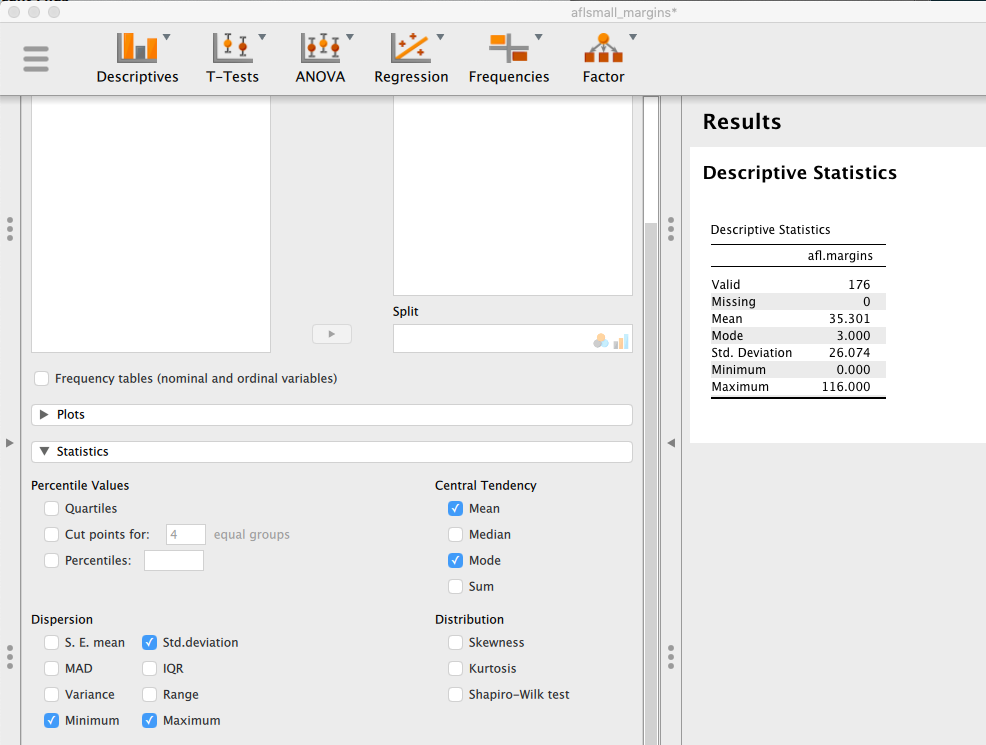 aflsmall_margins*
Descriptives T-Tests ANOVA Regression Frequencies Factor
Split
Frequency tables (nominal and ordinal variables)
Plots
Statistics
Percentile Values
Quartiles
Cut points for: 4 equal groups
Percentiles:
Central Tendency
Mean
Median
Mode
Sum
Dispersion
S. E. mean Std.deviation
MAD IQR
Variance Range
Minimum Maximum
Distribution
Skewness
Kurtosis
Shapiro-Wilk test
Results
Descriptive Statistics
Descriptive Statistics
afl.margins
Valid 176
Missing 0
Mean 35.301
Mode 3.000
Std. Deviation 26.074
Minimum 0.000
Maximum 116.000